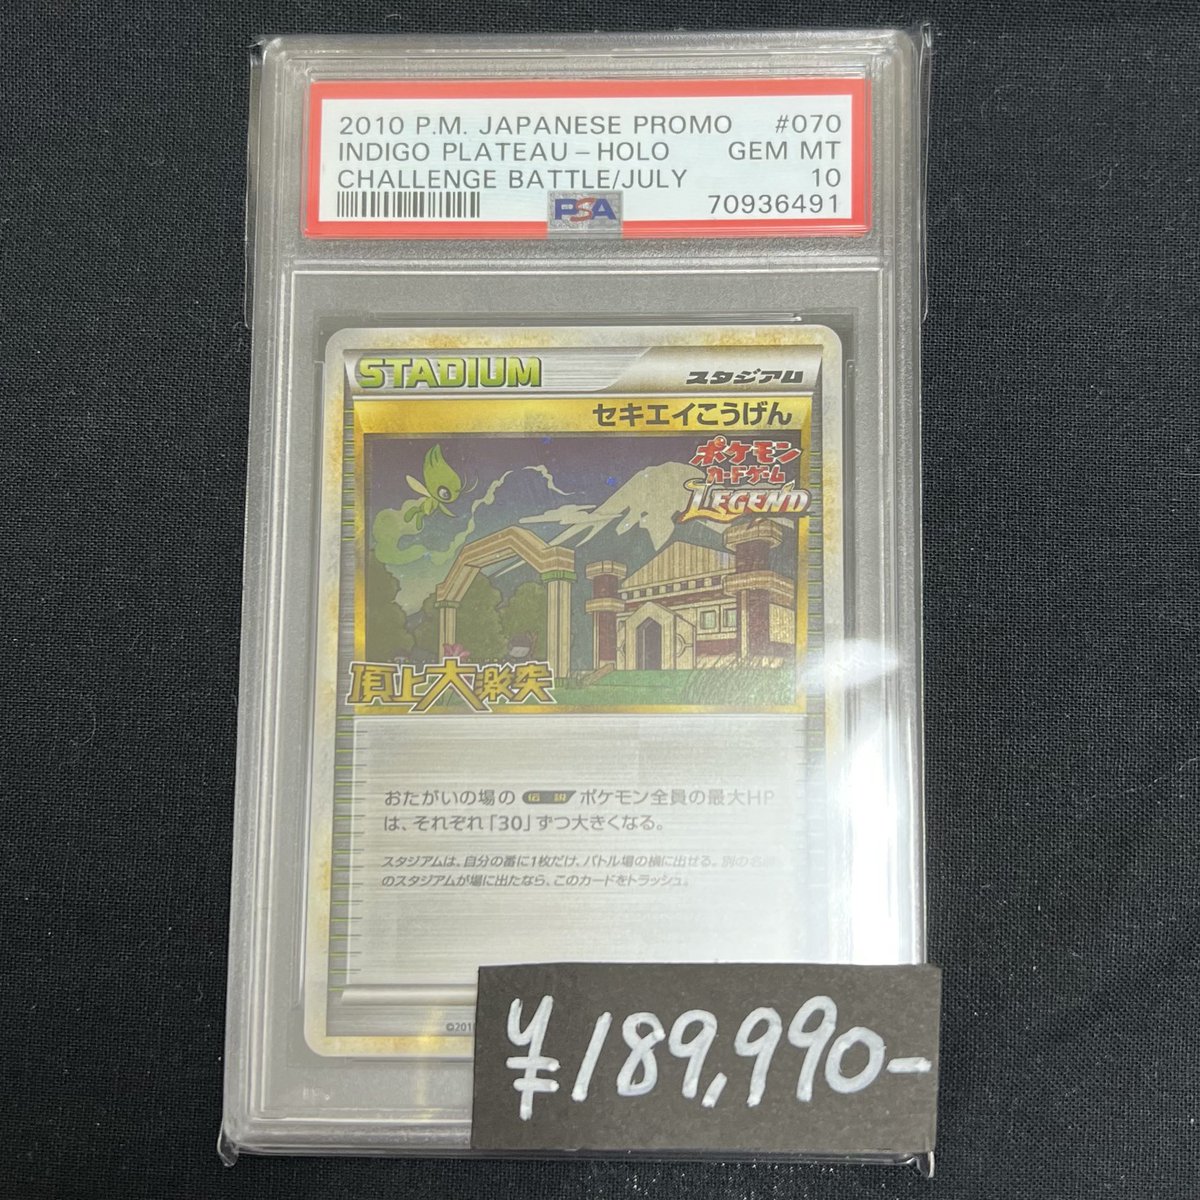 2010 P.M. JAPANESE PROMO #070
INDIGO PLATEAU-HOLO GEM MT
CHALLENGE BATTLE/JULY 10
PSA 70936491
STADIUM スタジアム
セキエイこうげん
ポケモン
カードゲーム
LEGEND
頂上大激突
おたがいの場の 伝説 ポケモン全員の最大HP
は、それぞれ「30」ずつ大きくなる。
スタジアムは、自分の番に1枚だけ、バトル場の横に出せる。別の名前
のスタジアムが場に出たなら、このカードをトラッシュ。
©2010
¥189,990-